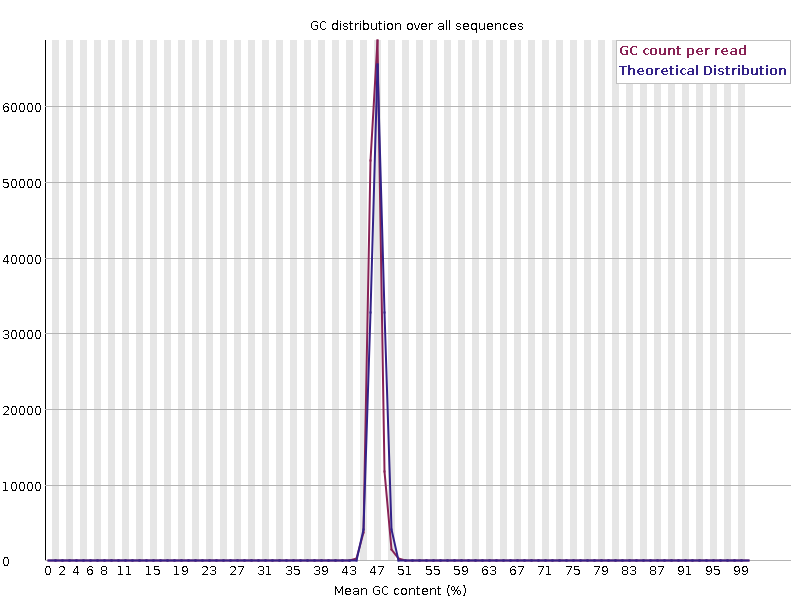 GC distribution over all sequences
GC count per read
Theoretical Distribution
60000
50000
40000
30000
20000
10000
0
0 2 4 6 8 11 15 19 23 27 31 35 39 43 47 51 55 59 63 67 71 75 79 83 87 91 95 99
Mean GC content (%)